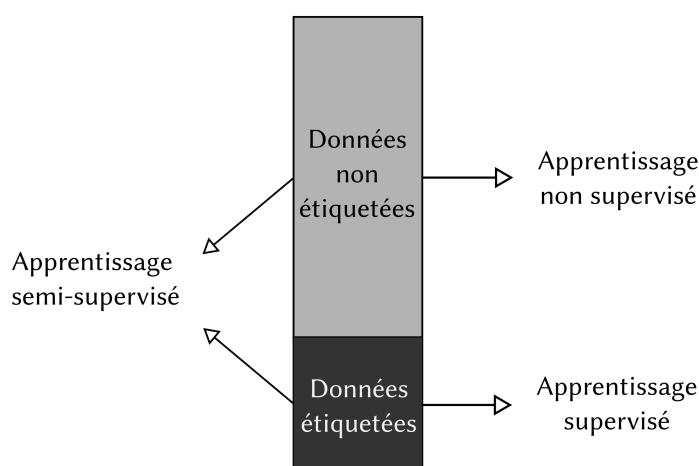 Données
non
étiquetées
Apprentissage
non supervisé
Apprentissage
semi-supervisé
Données
étiquetées
Apprentissage
supervisé